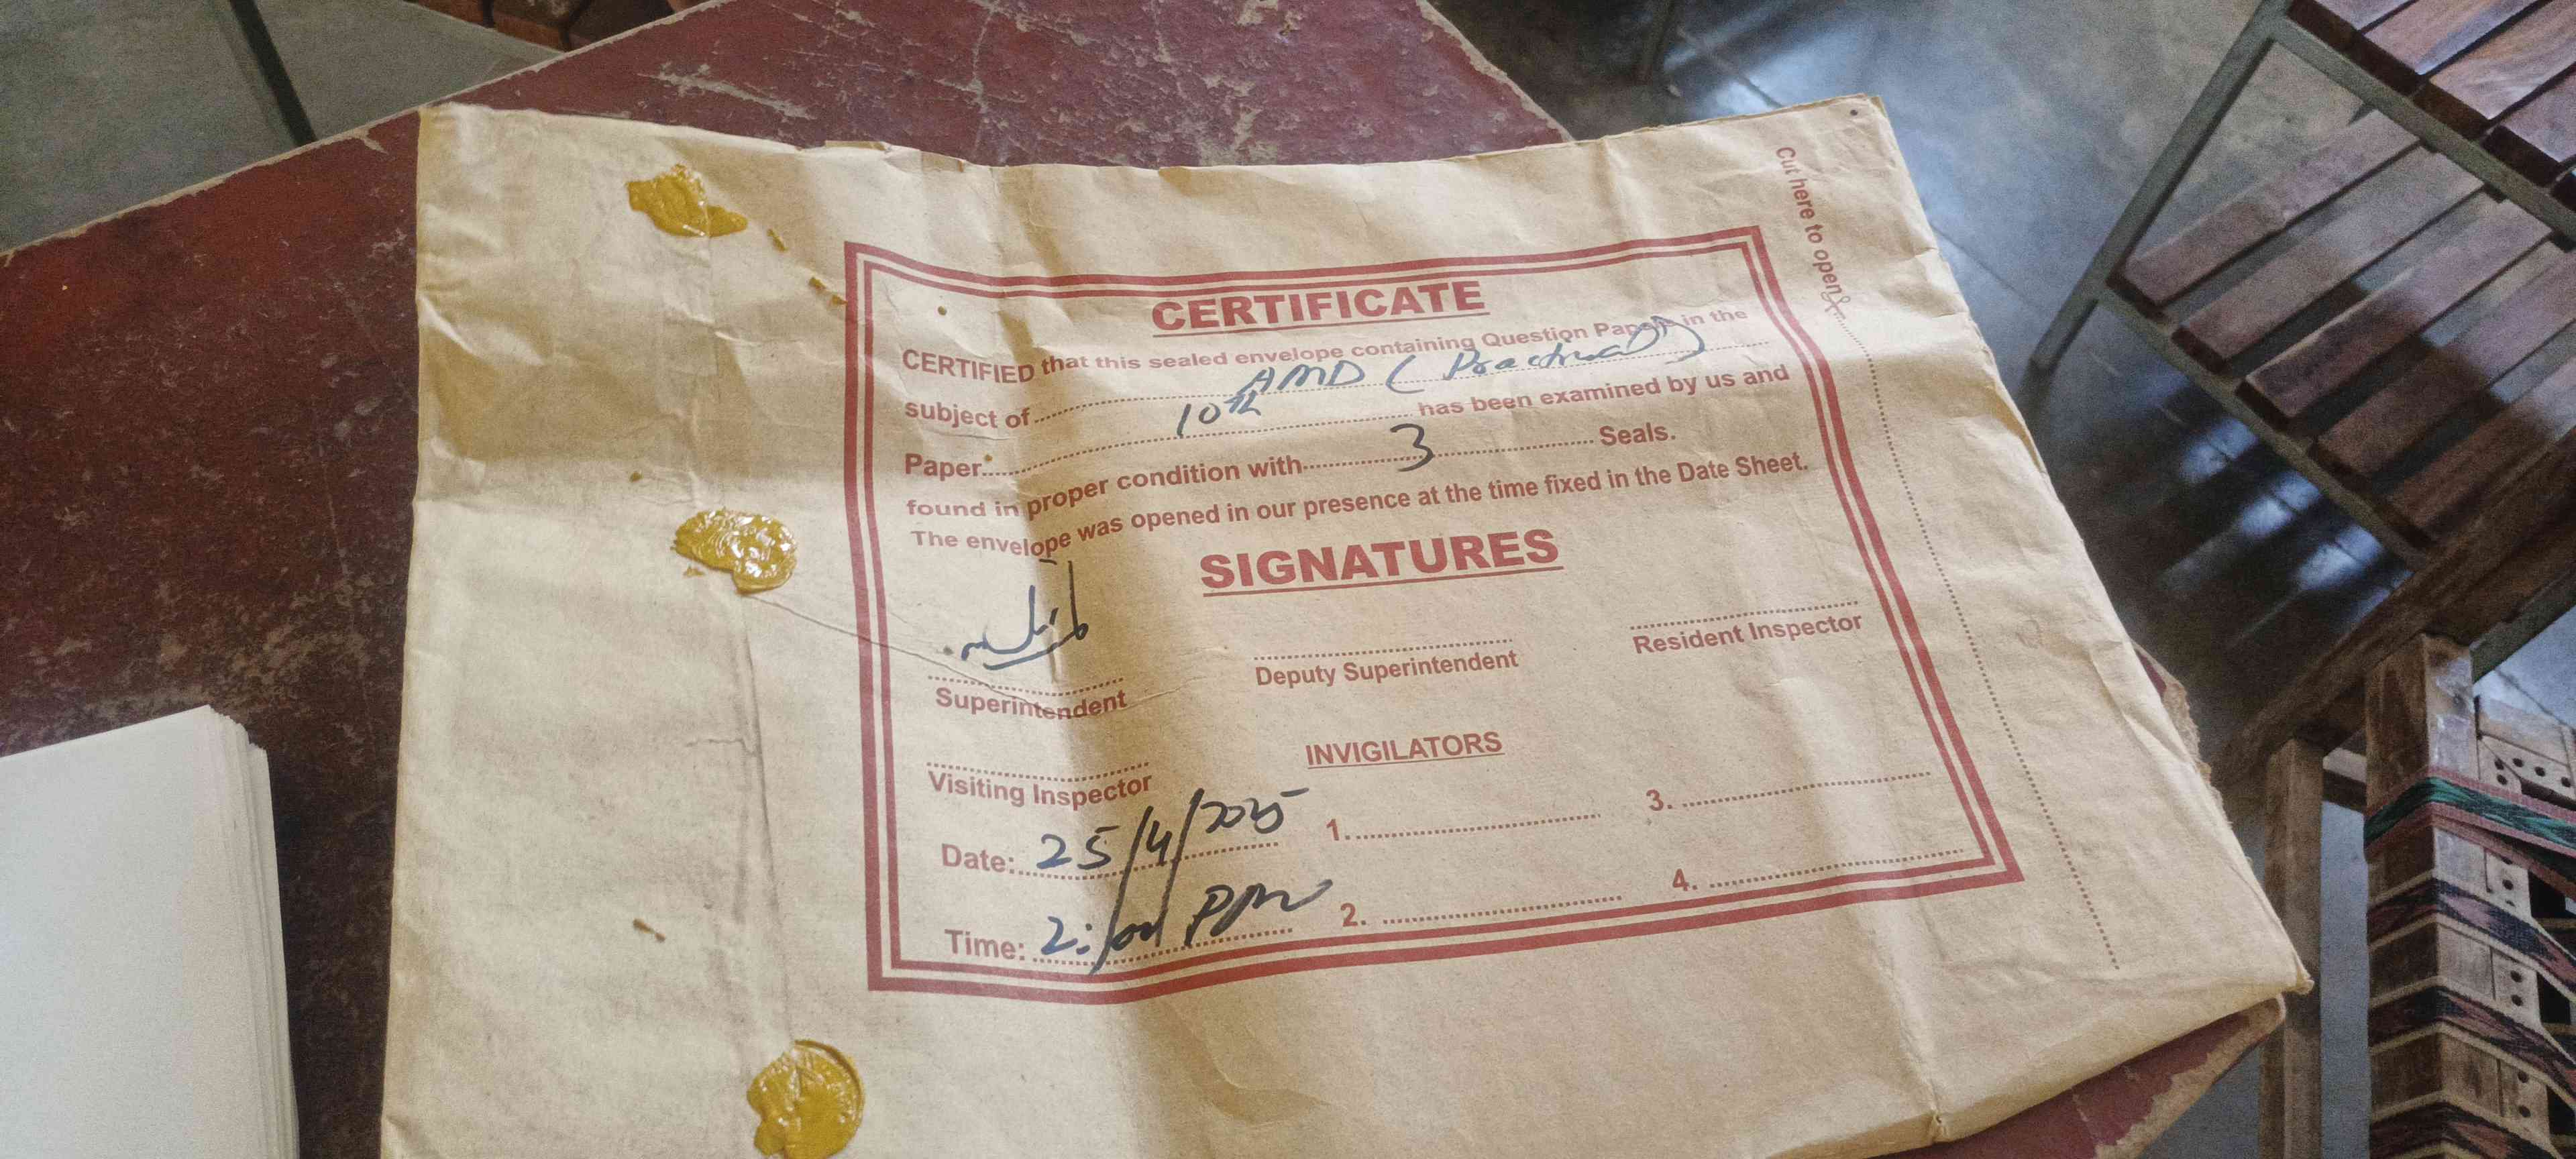 Cut here to open
CERTIFICATE
CERTIFIED that this sealed envelope containing Question Papers in the
subject of AMD (Practical)
Paper 10th has been examined by us and
found in proper condition with 3 Seals.
The envelope was opened in our presence at the time fixed in the Date Sheet.
SIGNATURES
Superintendent
Deputy Superintendent
Resident Inspector
Visiting Inspector
INVIGILATORS
Date: 25/4/2025
1.
3.
Time: 2: pm
2.
4.